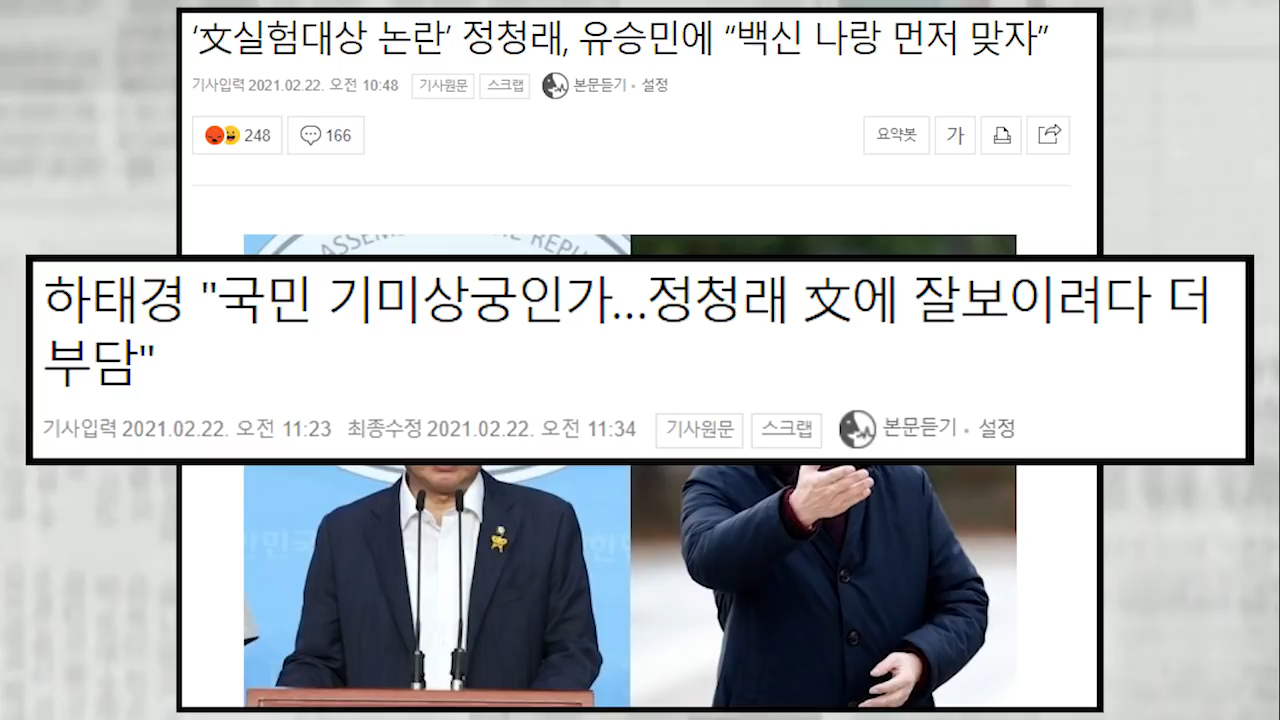 ‘文실험대상 논란’ 정청래, 유승민에 “백신 나랑 먼저 맞자”
기사입력 2021.02.22. 오전 10:48 기사원문 스크랩 본문듣기 · 설정
248 166 요약봇 가
하태경 "국민 기미상궁인가...정청래 文에 잘보이려다 더
부담"
기사입력 2021.02.22. 오전 11:23 최종수정 2021.02.22. 오전 11:34 기사원문 스크랩 본문듣기 · 설정